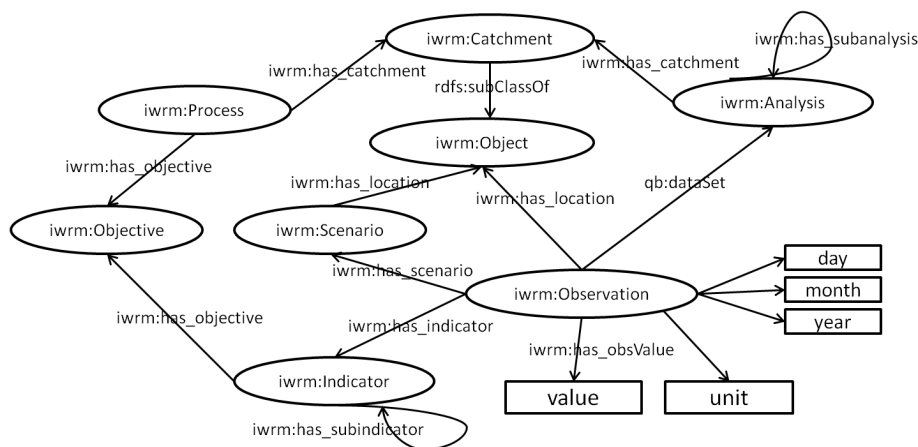 iwrm:Catchment
iwrm:has_subanalysis
iwrm:has_catchment
iwrm:has_catchment
rdfs:subClassOf
iwrm:Process
iwrm:Analysis
iwrm:Object
iwrm:has_objective
iwrm:has_location
qb:dataSet
iwrm:has_location
iwrm:Objective
iwrm:Scenario
day
iwrm:has_scenario
iwrm:Observation
month
iwrm:has_objective
iwrm:has_indicator
year
iwrm:has_obsValue
iwrm:Indicator
value
unit
iwrm:has_subindicator